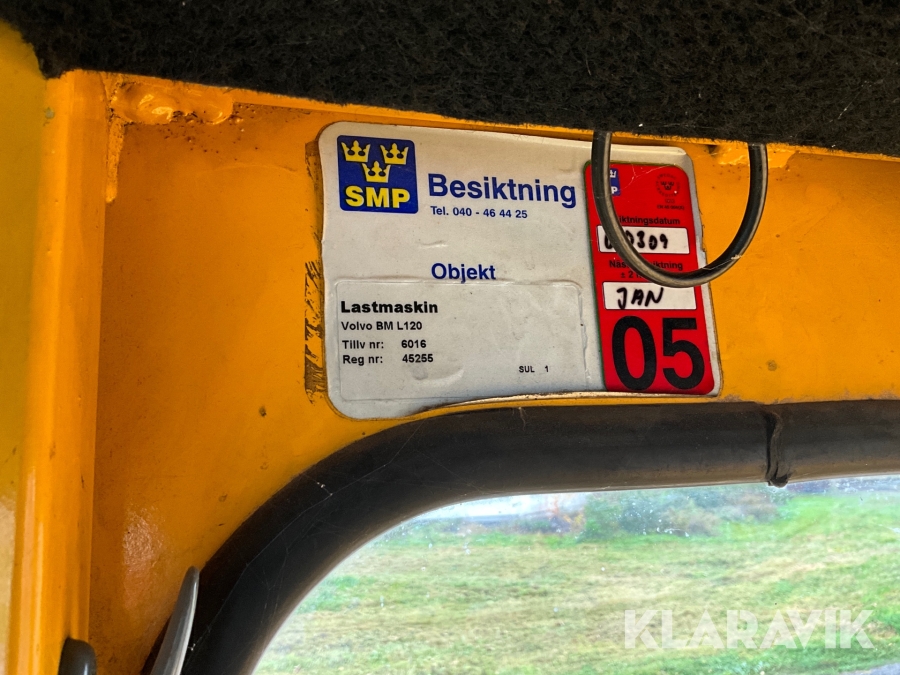 SMP
Besiktning
Tel. 040 - 46 44 25
Objekt
Lastmaskin
Volvo BM L120
Tillv nr: 6016
Reg nr: 45255
SUL 1
JAN
05
KLARAVIK